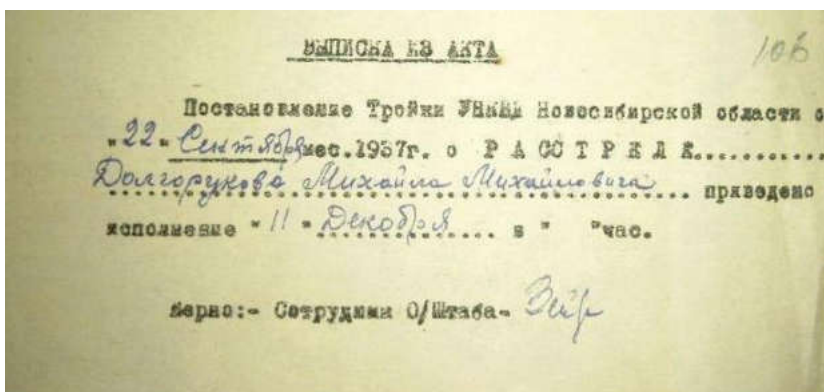 ВЫПИСКА ИЗ АКТА
106
Постановление Тройки УНКВД Новосибирской области о
"22" Сентября мес. 1937г. о Р А С С Т Р Е Л Е...........
Долгорукова Михаила Михайловича приведено
исполнение "11" Декабря.... в " "час.
Верно:- Сотрудник О/Штаба-